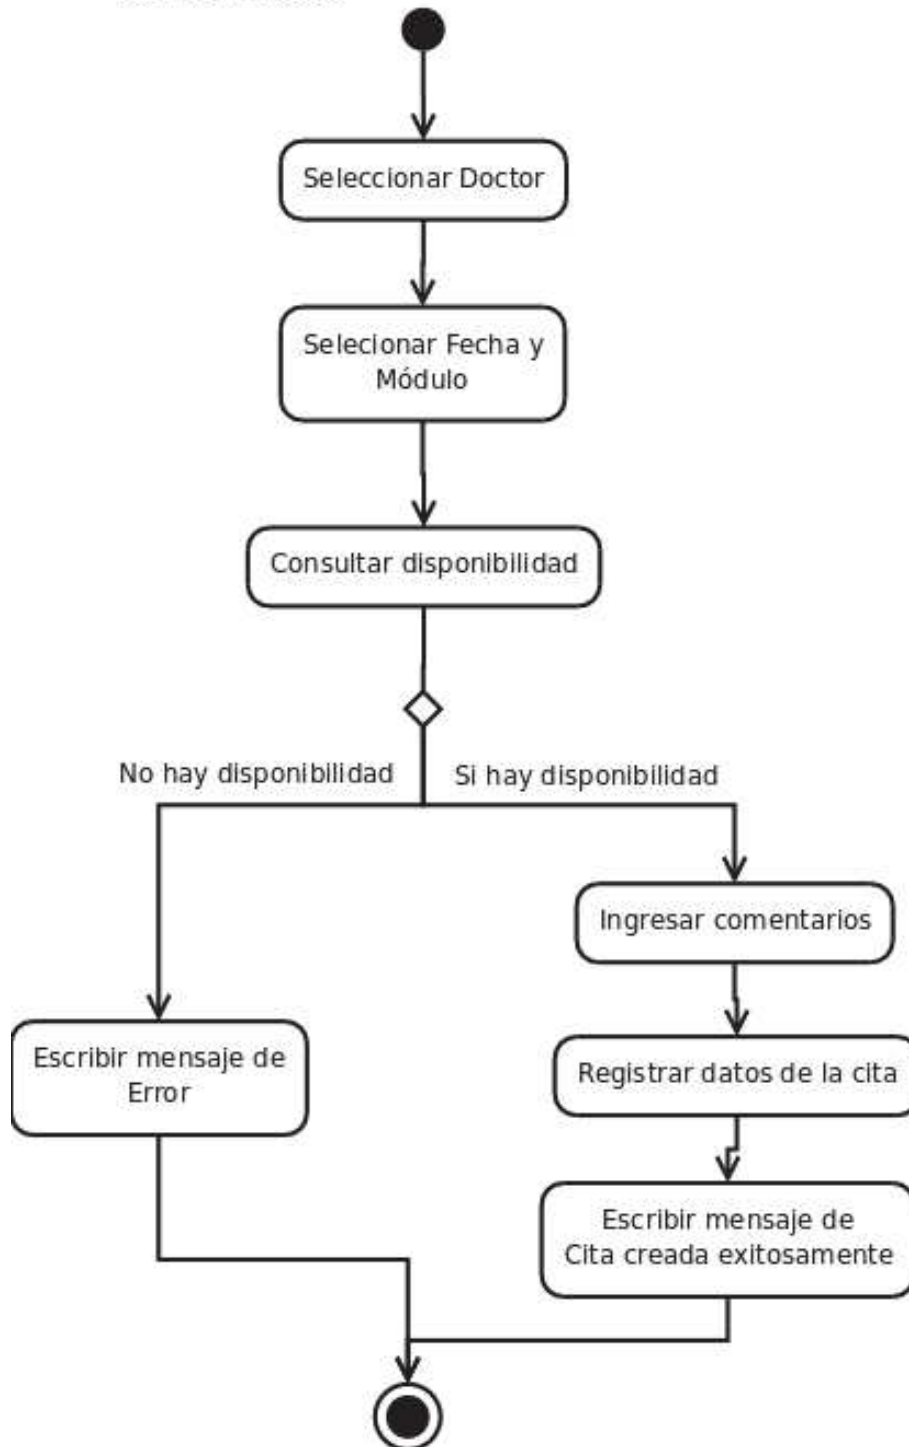 Seleccionar Doctor
Selecionar Fecha y
Módulo
Consultar disponibilidad
No hay disponibilidad
Si hay disponibilidad
Ingresar comentarios
Escribir mensaje de
Error
Registrar datos de la cita
Escribir mensaje de
Cita creada exitosamente